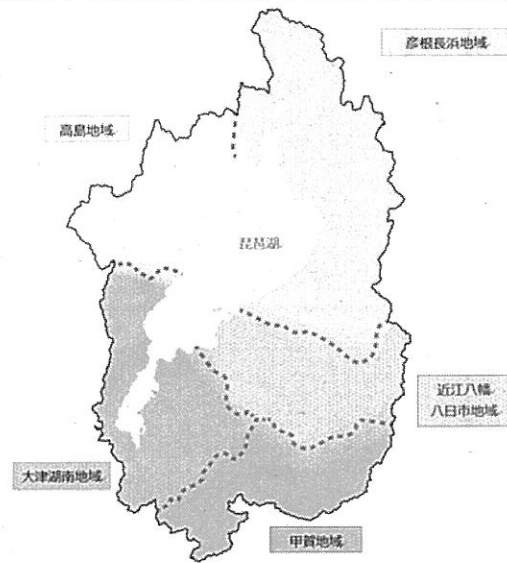 彦根長浜地域
高島地域
琵琶湖
近江八幡
八日市地域
大津湖南地域
甲賀地域